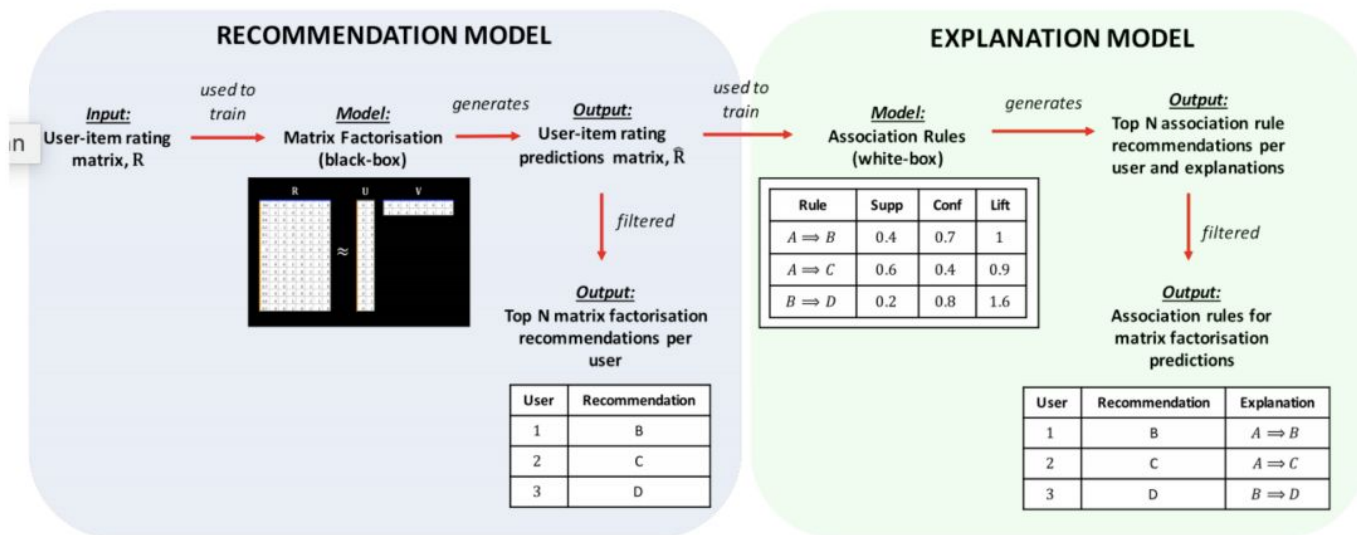 RECOMMENDATION MODEL
EXPLANATION MODEL
an
Input:
User-item rating
matrix, R
used to
train
Model:
Matrix Factorisation
(black-box)
R U V
≈
generates
Output:
User-item rating
predictions matrix, R̂
filtered
Output:
Top N matrix factorisation
recommendations per
user
User Recommendation
1 B
2 C
3 D
used to
train
Model:
Association Rules
(white-box)
Rule Supp Conf Lift
A ⟹ B 0.4 0.7 1
A ⟹ C 0.6 0.4 0.9
B ⟹ D 0.2 0.8 1.6
generates
Output:
Top N association rule
recommendations per
user and explanations
filtered
Output:
Association rules for
matrix factorisation
predictions
User Recommendation Explanation
1 B A ⟹ B
2 C A ⟹ C
3 D B ⟹ D